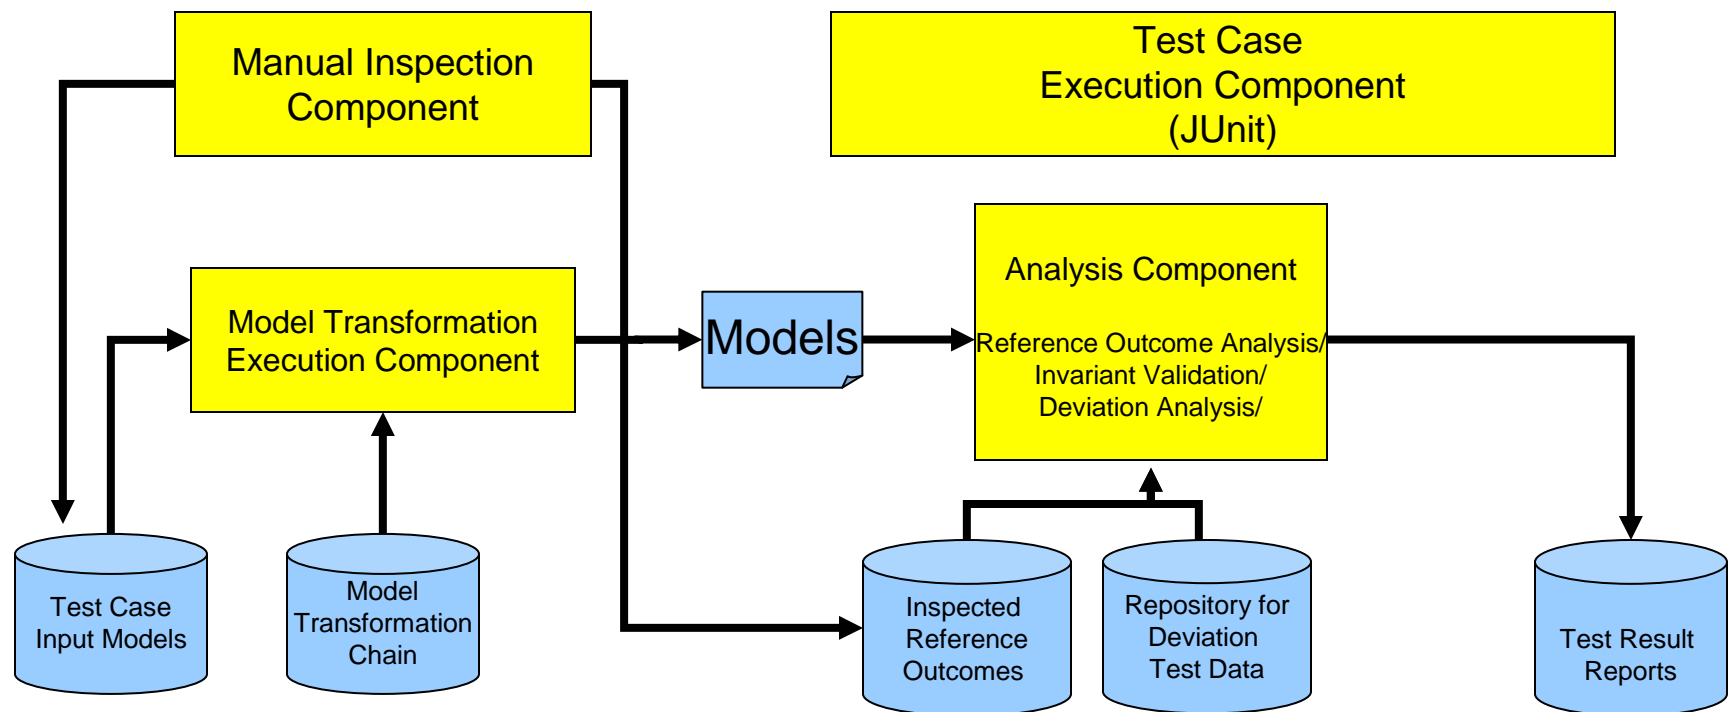 Manual Inspection
Component
Test Case
Execution Component
(JUnit)
Model Transformation
Execution Component
Models
Analysis Component
Reference Outcome Analysis/
Invariant Validation/
Deviation Analysis/
Test Case
Input Models
Model
Transformation
Chain
Inspected
Reference
Outcomes
Repository for
Deviation
Test Data
Test Result
Reports